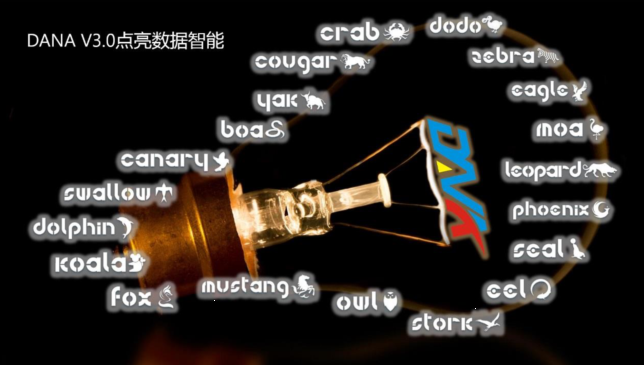 DANA V3.0点亮数据智能
crab
dodo
cougar
zebra
yak
eagle
boa
moa
canary
leopard
swallow
phoenix
dolphin
seal
koala
eel
fox
mustang
owl
stork
DANA